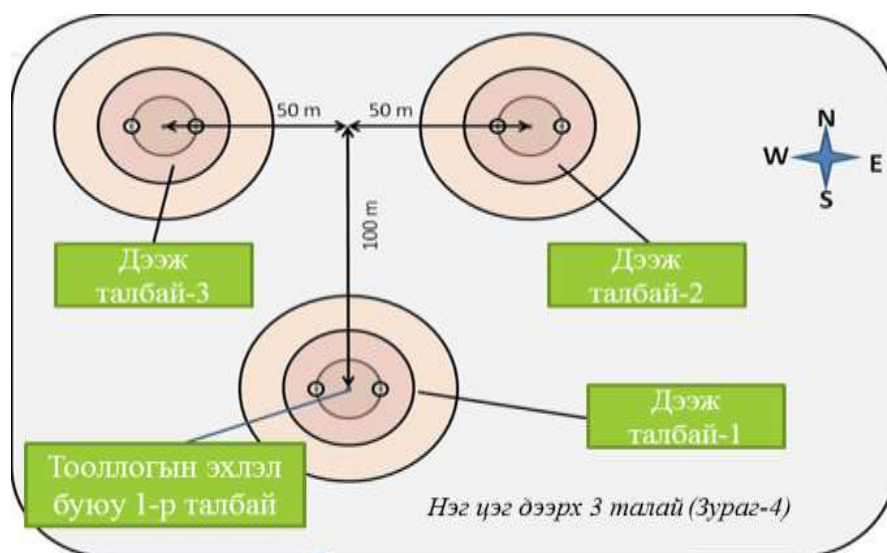 50 m
50 m
N
W
E
S
100 m
Дээж
талбай-3
Дээж
талбай-2
Дээж
талбай-1
Тооллогын эхлэл
буюу 1-р талбай
Нэг цэг дээрх 3 талай (Зураг-4)